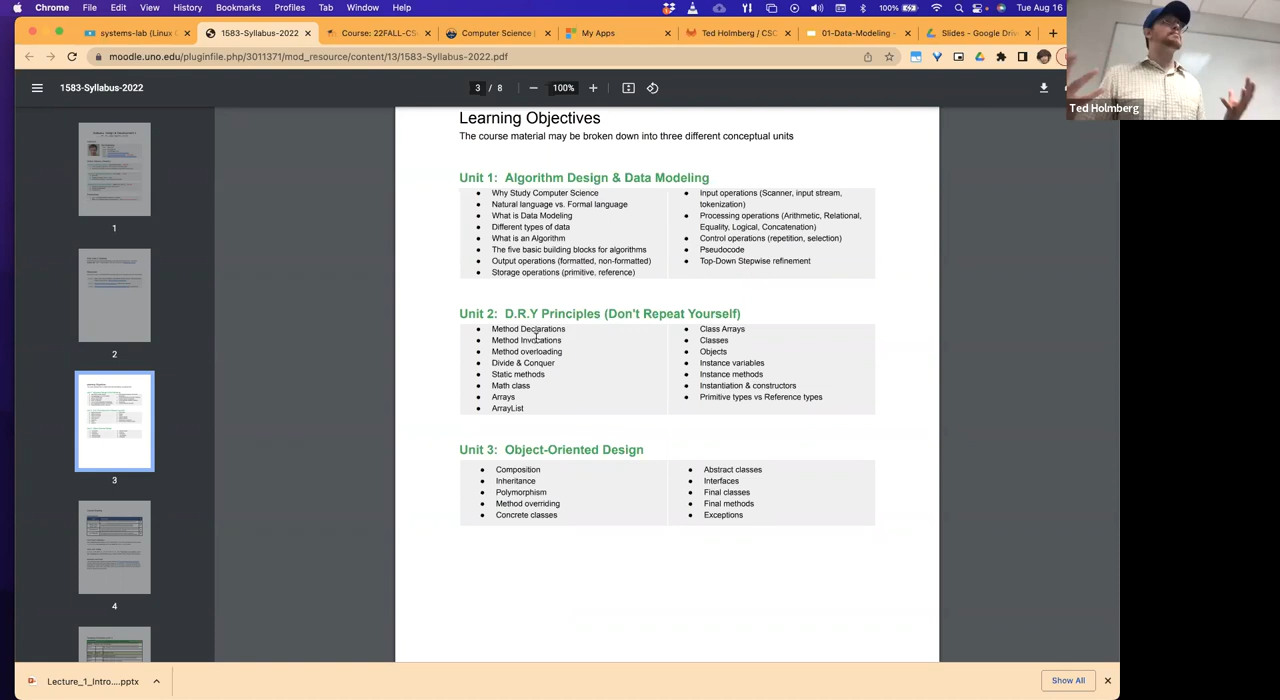 Chrome File Edit View History Bookmarks Profiles Tab Window Help 100% Tue Aug 16
systems-lab (Linux 1583-Syllabus-2022 Course: 22FALL-CS Computer Science | My Apps Ted Holmberg / CSC 01-Data-Modeling - Slides - Google Driv
moodle.uno.edu/pluginfile.php/3011371/mod_resource/content/13/1583-Syllabus-2022.pdf
1583-Syllabus-2022 3 / 8 100%
Ted Holmberg
1
2
3
4
Learning Objectives
The course material may be broken down into three different conceptual units
Unit 1: Algorithm Design & Data Modeling
• Why Study Computer Science
• Natural language vs. Formal language
• What is Data Modeling
• Different types of data
• What is an Algorithm
• The five basic building blocks for algorithms
• Output operations (formatted, non-formatted)
• Storage operations (primitive, reference)
• Input operations (Scanner, input stream,
tokenization)
• Processing operations (Arithmetic, Relational,
Equality, Logical, Concatenation)
• Control operations (repetition, selection)
• Pseudocode
• Top-Down Stepwise refinement
Unit 2: D.R.Y Principles (Don't Repeat Yourself)
• Method Declarations
• Method Invocations
• Method overloading
• Divide & Conquer
• Static methods
• Math class
• Arrays
• ArrayList
• Class Arrays
• Classes
• Objects
• Instance variables
• Instance methods
• Instantiation & constructors
• Primitive types vs Reference types
Unit 3: Object-Oriented Design
• Composition
• Inheritance
• Polymorphism
• Method overriding
• Concrete classes
• Abstract classes
• Interfaces
• Final classes
• Final methods
• Exceptions
Lecture_1_Intro....pptx
Show All